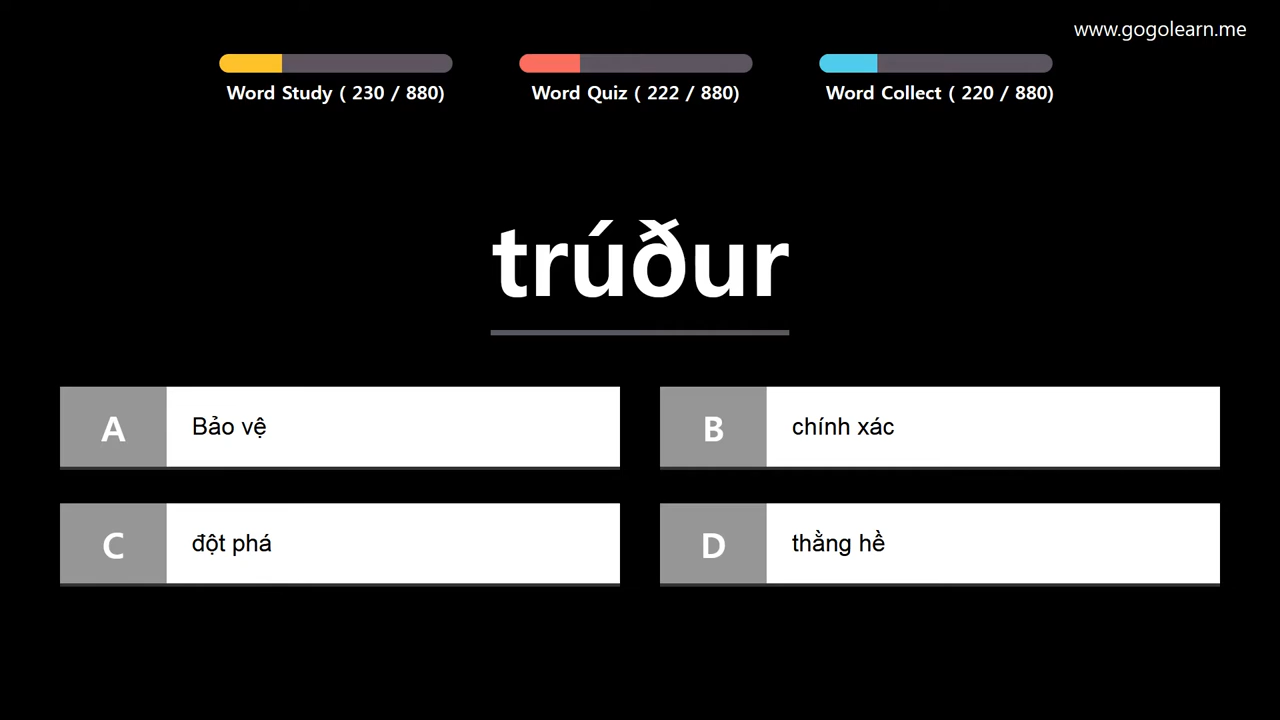 www.gogolearn.me
Word Study ( 230 / 880)
Word Quiz ( 222 / 880)
Word Collect ( 220 / 880)
trúður
A Bảo vệ
B chính xác
C đột phá
D thằng hề